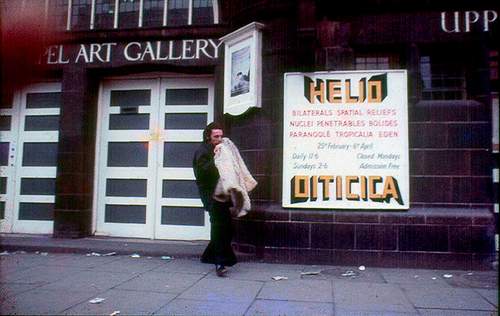 PEL ART GALLERY
UPP
HELIO
BILATERALS SPATIAL RELIEFS
NUCLEI PENETRABLES BOLIDES
PARANGOLÉ TROPICALIA EDEN
25th February - 6th April
Daily 11-6 Closed Mondays
Sundays 2-6 Admission Free
OITICICA